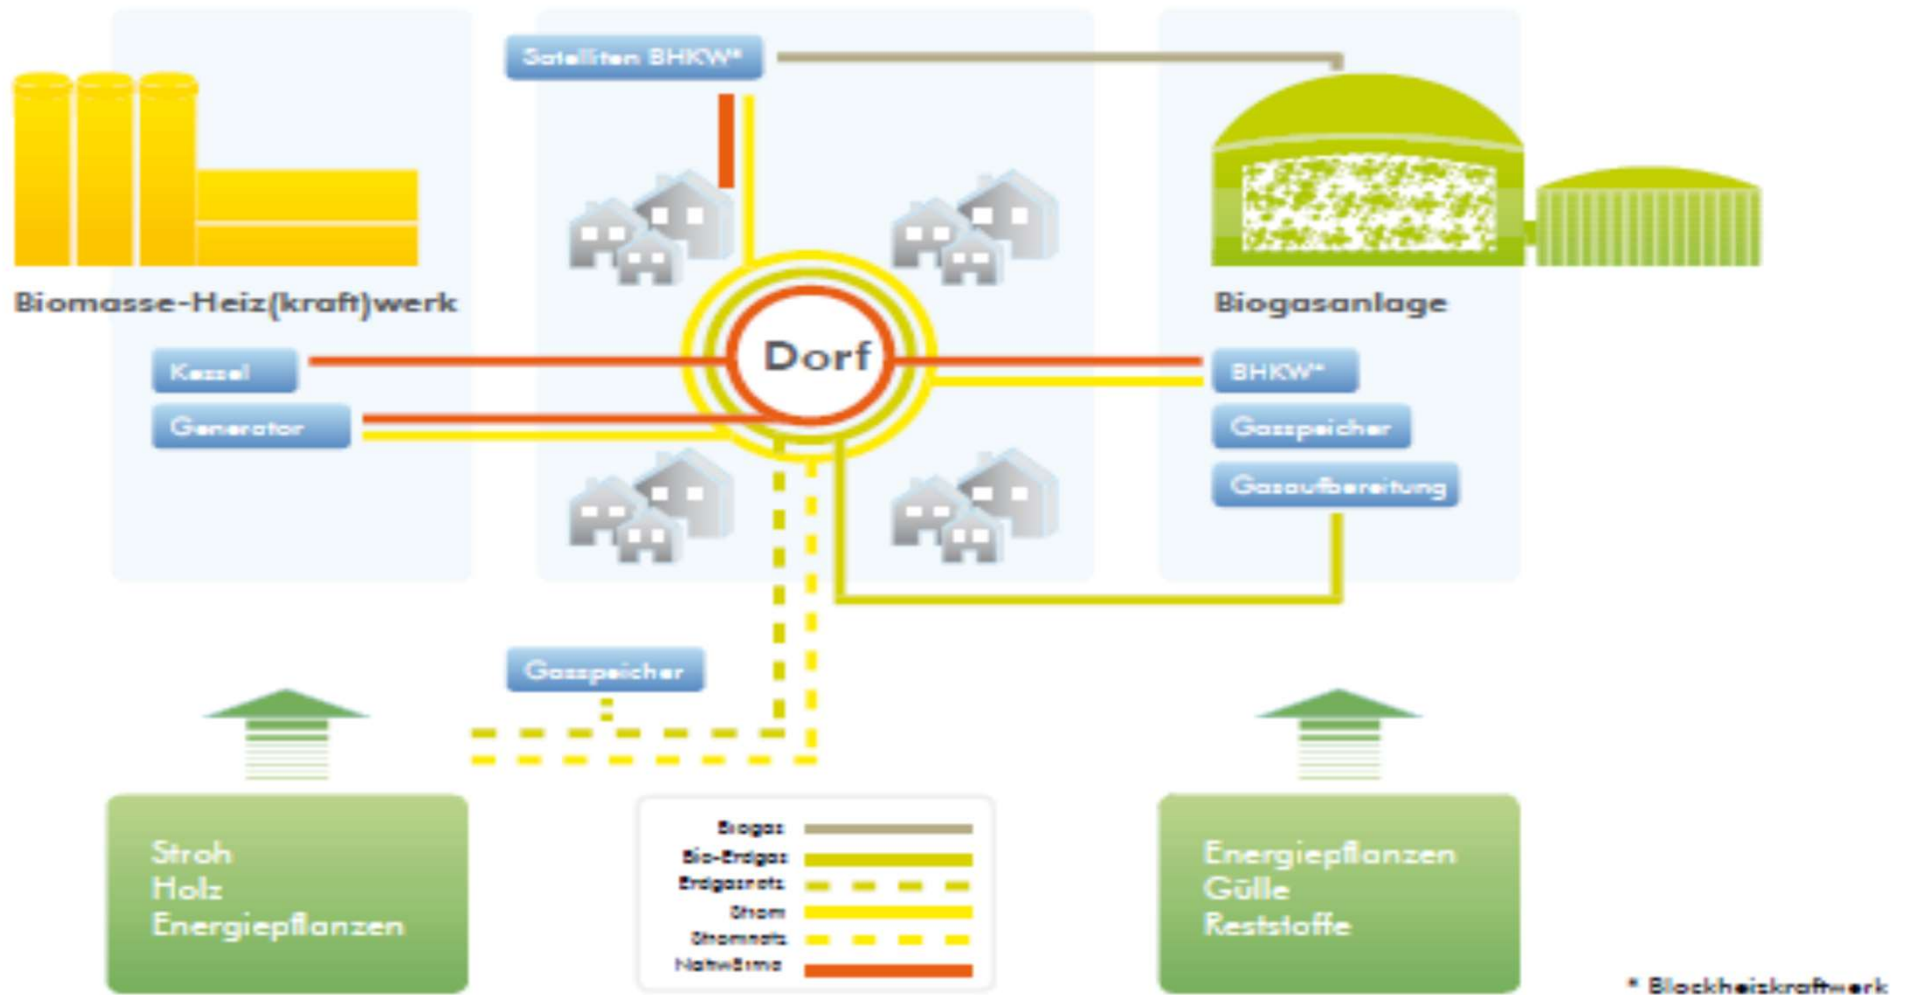 Satelliten BHKW*
Biomasse-Heiz(kraft)werk
Biogasanlage
Dorf
Kessel
BHKW*
Generator
Gasspeicher
Gasaufbereitung
Gasspeicher
Stroh
Holz
Energiepflanzen
Biogas
Bio-Erdgas
Erdgasnetz
Strom
Stromnetz
Nahwärme
Energiepflanzen
Gülle
Reststoffe
* Blockheizkraftwerk